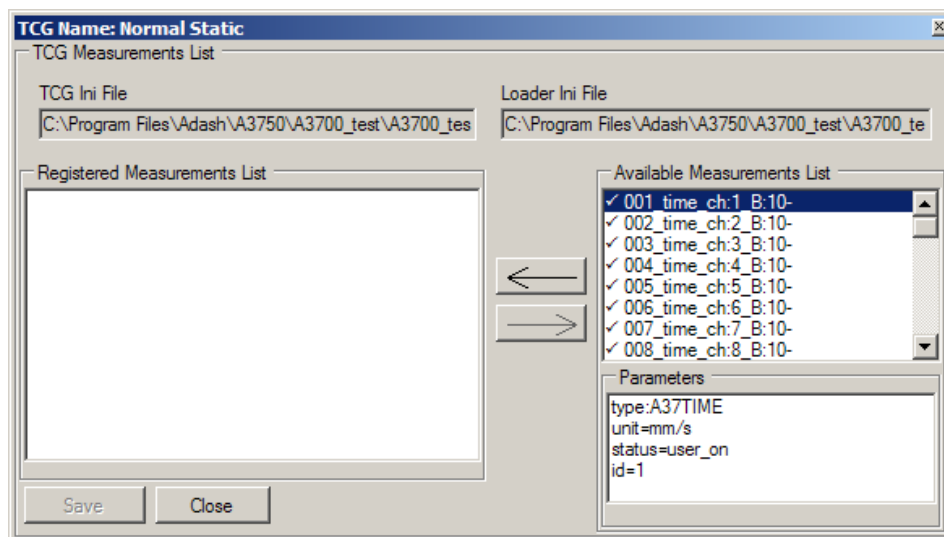 TCG Name: Normal Static
TCG Measurements List
TCG Ini File
Loader Ini File
C:\Program Files\Adash\A3750\A3700_test\A3700_tes
C:\Program Files\Adash\A3750\A3700_test\A3700_te
Registered Measurements List
Available Measurements List
001_time_ch:1_B:10-
002_time_ch:2_B:10-
003_time_ch:3_B:10-
004_time_ch:4_B:10-
005_time_ch:5_B:10-
006_time_ch:6_B:10-
007_time_ch:7_B:10-
008_time_ch:8_B:10-
Parameters
type:A37TIME
unit=mm/s
status=user_on
id=1
Save
Close